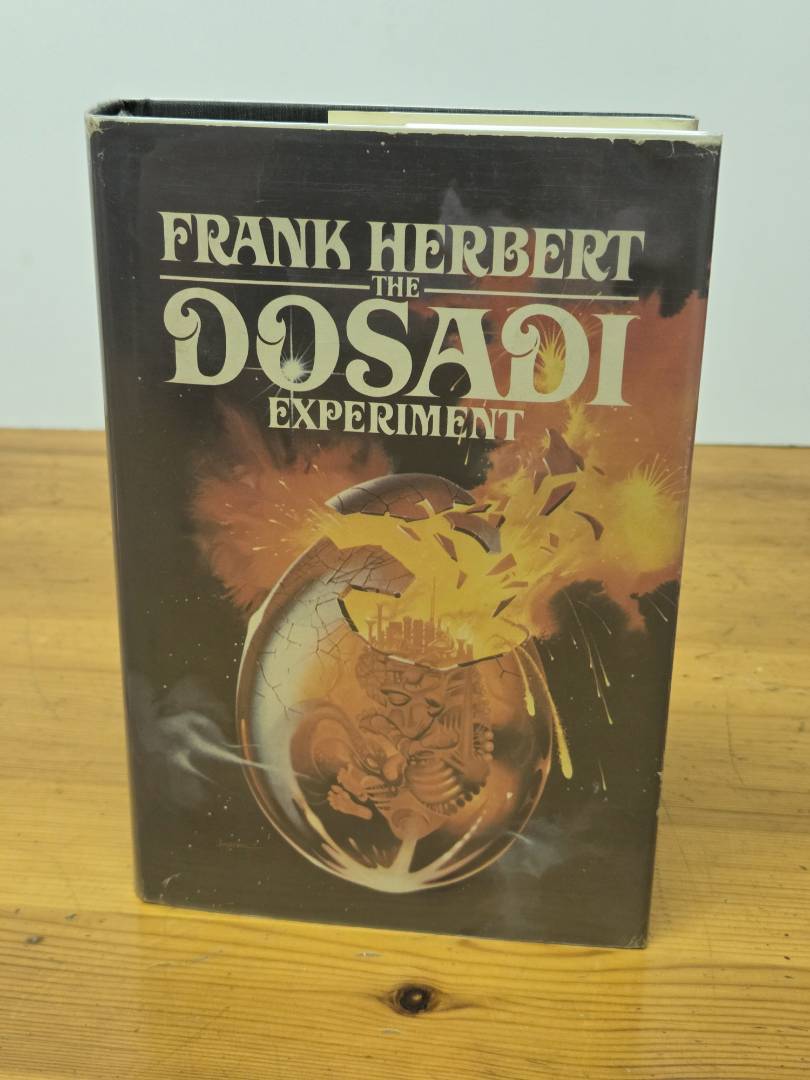 FRANK HERBERT
THE
DOSADI
EXPERIMENT